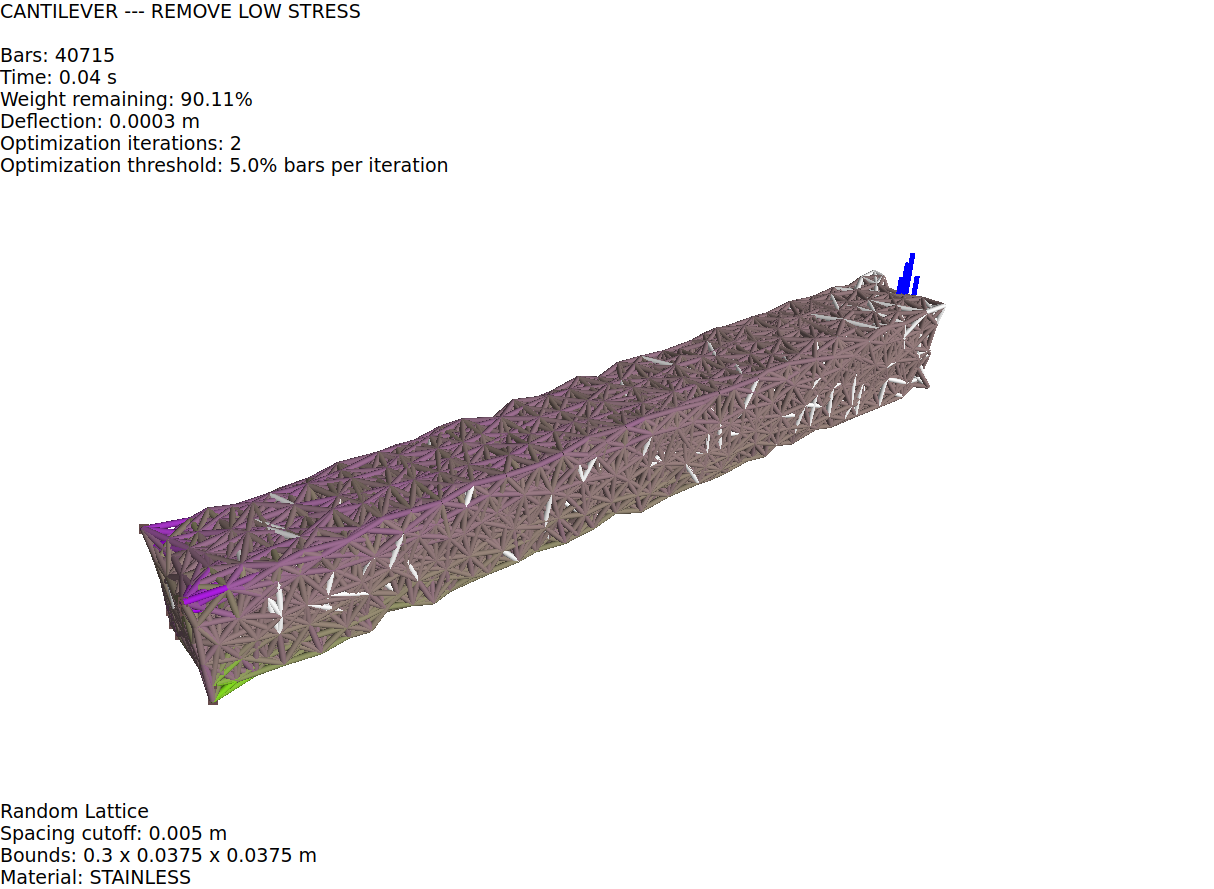 CANTILEVER --- REMOVE LOW STRESS
Bars: 40715
Time: 0.04 s
Weight remaining: 90.11%
Deflection: 0.0003 m
Optimization iterations: 2
Optimization threshold: 5.0% bars per iteration
Random Lattice
Spacing cutoff: 0.005 m
Bounds: 0.3 x 0.0375 x 0.0375 m
Material: STAINLESS